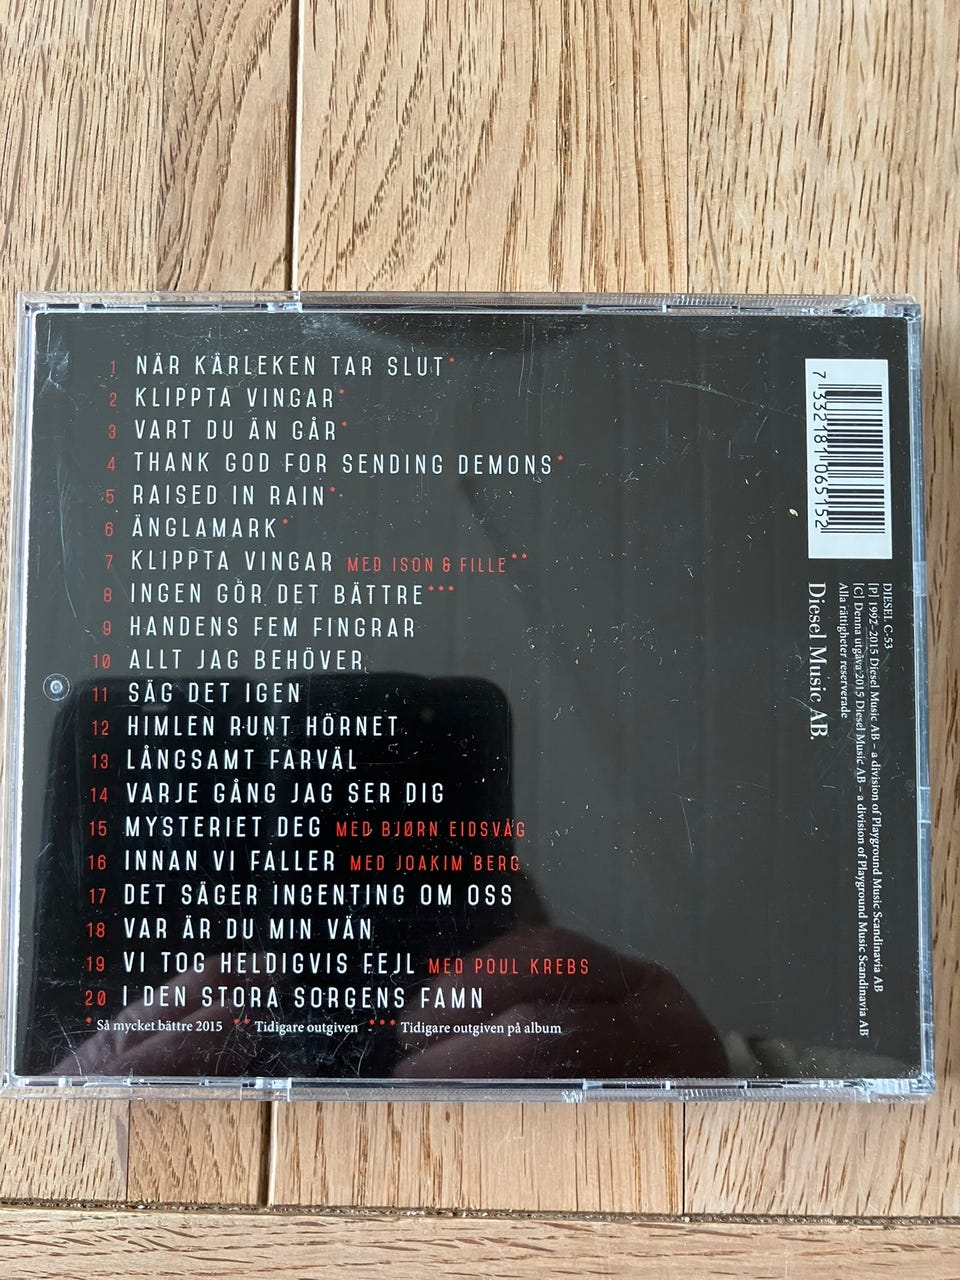 1 NÄR KÄRLEKEN TAR SLUT*
2 KLIPPTA VINGAR*
3 VART DU ÄN GÅR*
4 THANK GOD FOR SENDING DEMONS*
5 RAISED IN RAIN*
6 ÄNGLAMARK*
7 KLIPPTA VINGAR MED ISON & FILLE**
8 INGEN GÖR DET BÄTTRE***
9 HANDENS FEM FINGRAR
10 ALLT JAG BEHÖVER
11 SÄG DET IGEN
12 HIMLEN RUNT HÖRNET
13 LÅNGSAMT FARVÄL
14 VARJE GÅNG JAG SER DIG
15 MYSTERIET DEG MED BJØRN EIDSVÅG
16 INNAN VI FALLER MED JOAKIM BERG
17 DET SÄGER INGENTING OM OSS
18 VAR ÄR DU MIN VÄN
19 VI TOG HELDIGVIS FEJL MED POUL KREBS
20 I DEN STORA SORGENS FAMN
* Så mycket bättre 2015 ** Tidigare outgiven *** Tidigare outgiven på album
7 332181 065152
DIESEL C-53
[P] 1992–2015 Diesel Music AB – a division of Playground Music Scandinavia AB
[C] Denna utgåva 2015 Diesel Music AB – a division of Playground Music Scandinavia AB
Alla rättigheter reserverade
Diesel Music AB.